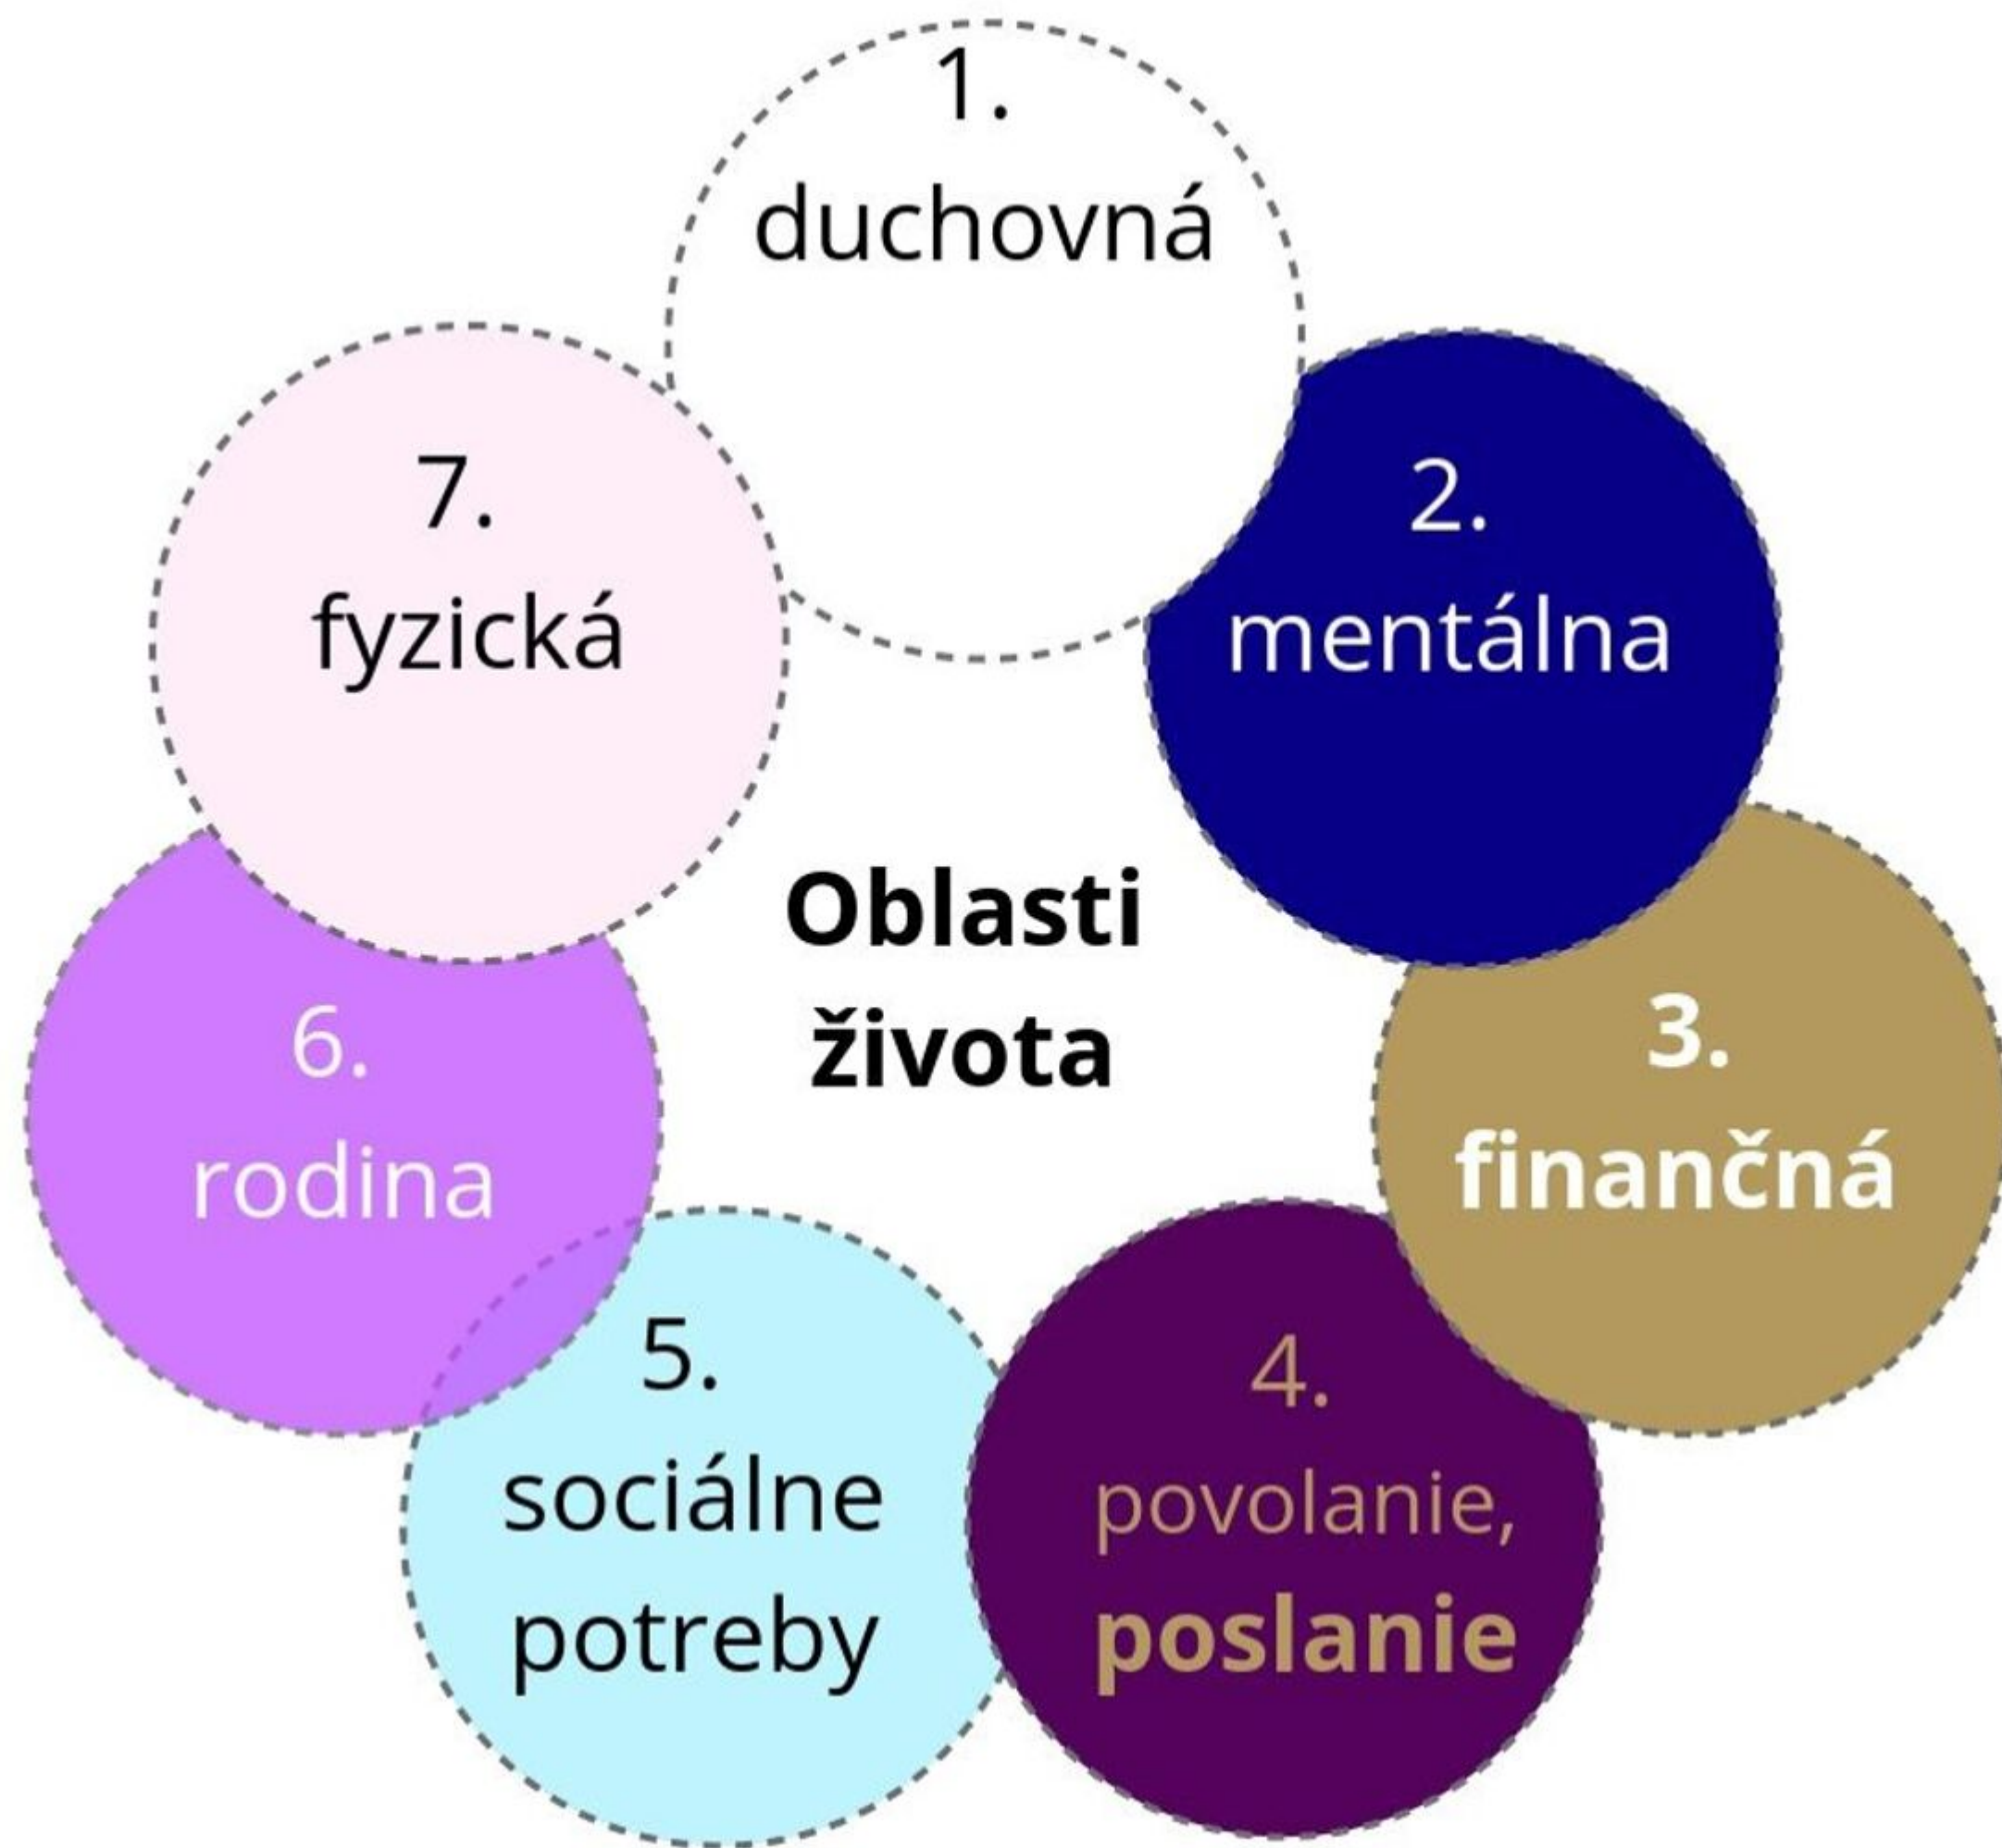 1.
duchovná
2.
mentálna
3.
finančná
4.
povolanie,
poslanie
5.
sociálne
potreby
6.
rodina
7.
fyzická
Oblasti
života